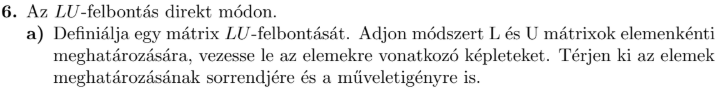 6. Az LU-felbontás direkt módon.
a) Definiálja egy mátrix LU-felbontását. Adjon módszert L és U mátrixok elemenkénti
meghatározására, vezesse le az elemekre vonatkozó képleteket. Térjen ki az elemek
meghatározásának sorrendjére és a műveletigényre is.